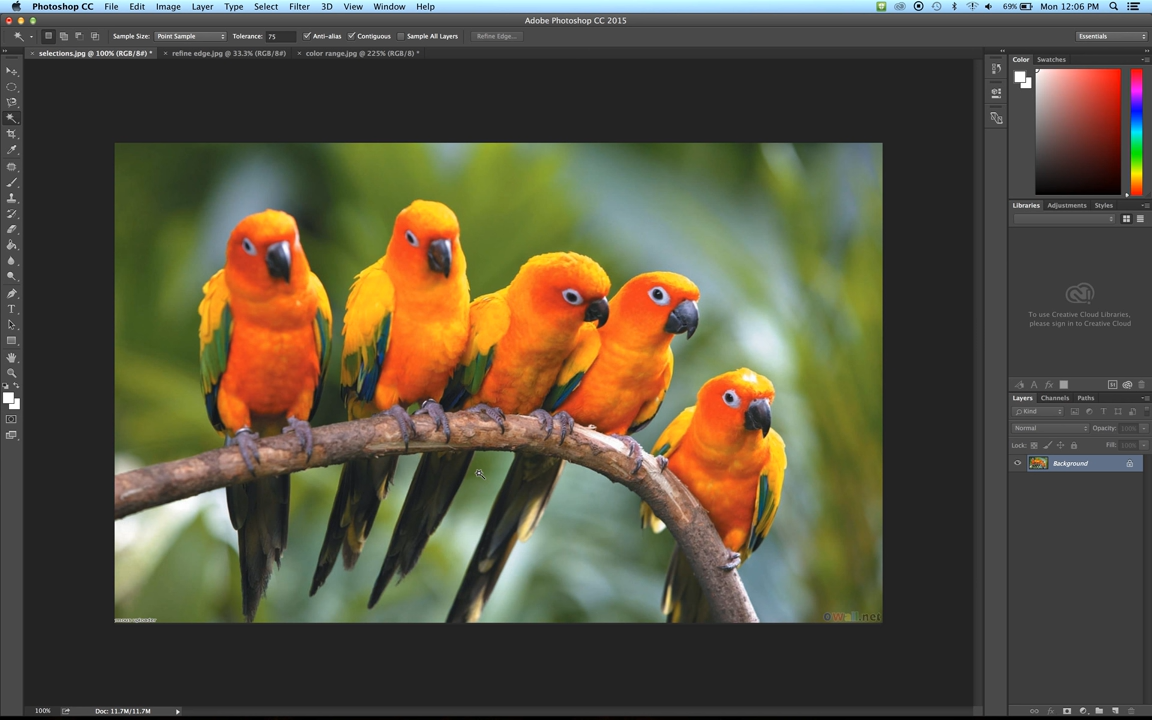 Photoshop CC File Edit Image Layer Type Select Filter 3D View Window Help 69% Mon 12:06 PM
Adobe Photoshop CC 2015
Sample Size: Point Sample Tolerance: 75 Anti-alias Contiguous Sample All Layers Refine Edge... Essentials
selections.jpg @ 100% (RGB/8#) * refine edge.jpg @ 33.3% (RGB/8#) color range.jpg @ 225% (RGB/8) *
Color Swatches
Libraries Adjustments Styles
To use Creative Cloud Libraries,
please sign in to Creative Cloud
Layers Channels Paths
Kind
Normal Opacity: 100%
Lock: Fill: 100%
Background
100% Doc: 11.7M/11.7M